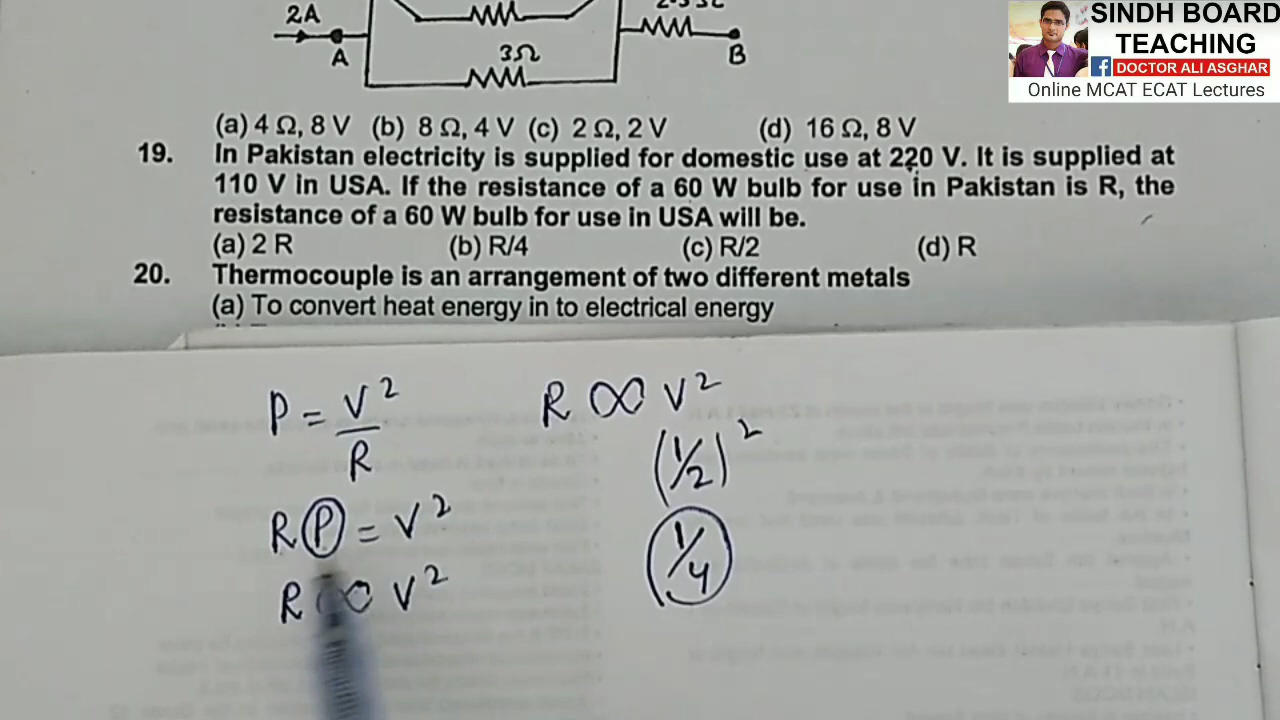 SINDH BOARD
TEACHING
f DOCTOR ALI ASGHAR
Online MCAT ECAT Lectures
2A
A
3Ω
B
(a) 4 Ω, 8 V (b) 8 Ω, 4 V (c) 2 Ω, 2 V (d) 16 Ω, 8 V
19. In Pakistan electricity is supplied for domestic use at 220 V. It is supplied at
110 V in USA. If the resistance of a 60 W bulb for use in Pakistan is R, the
resistance of a 60 W bulb for use in USA will be.
(a) 2 R (b) R/4 (c) R/2 (d) R
20. Thermocouple is an arrangement of two different metals
(a) To convert heat energy in to electrical energy
P = V²/R
RP = V²
R ∞ V²
R ∞ V²
(1/2)²
1/4